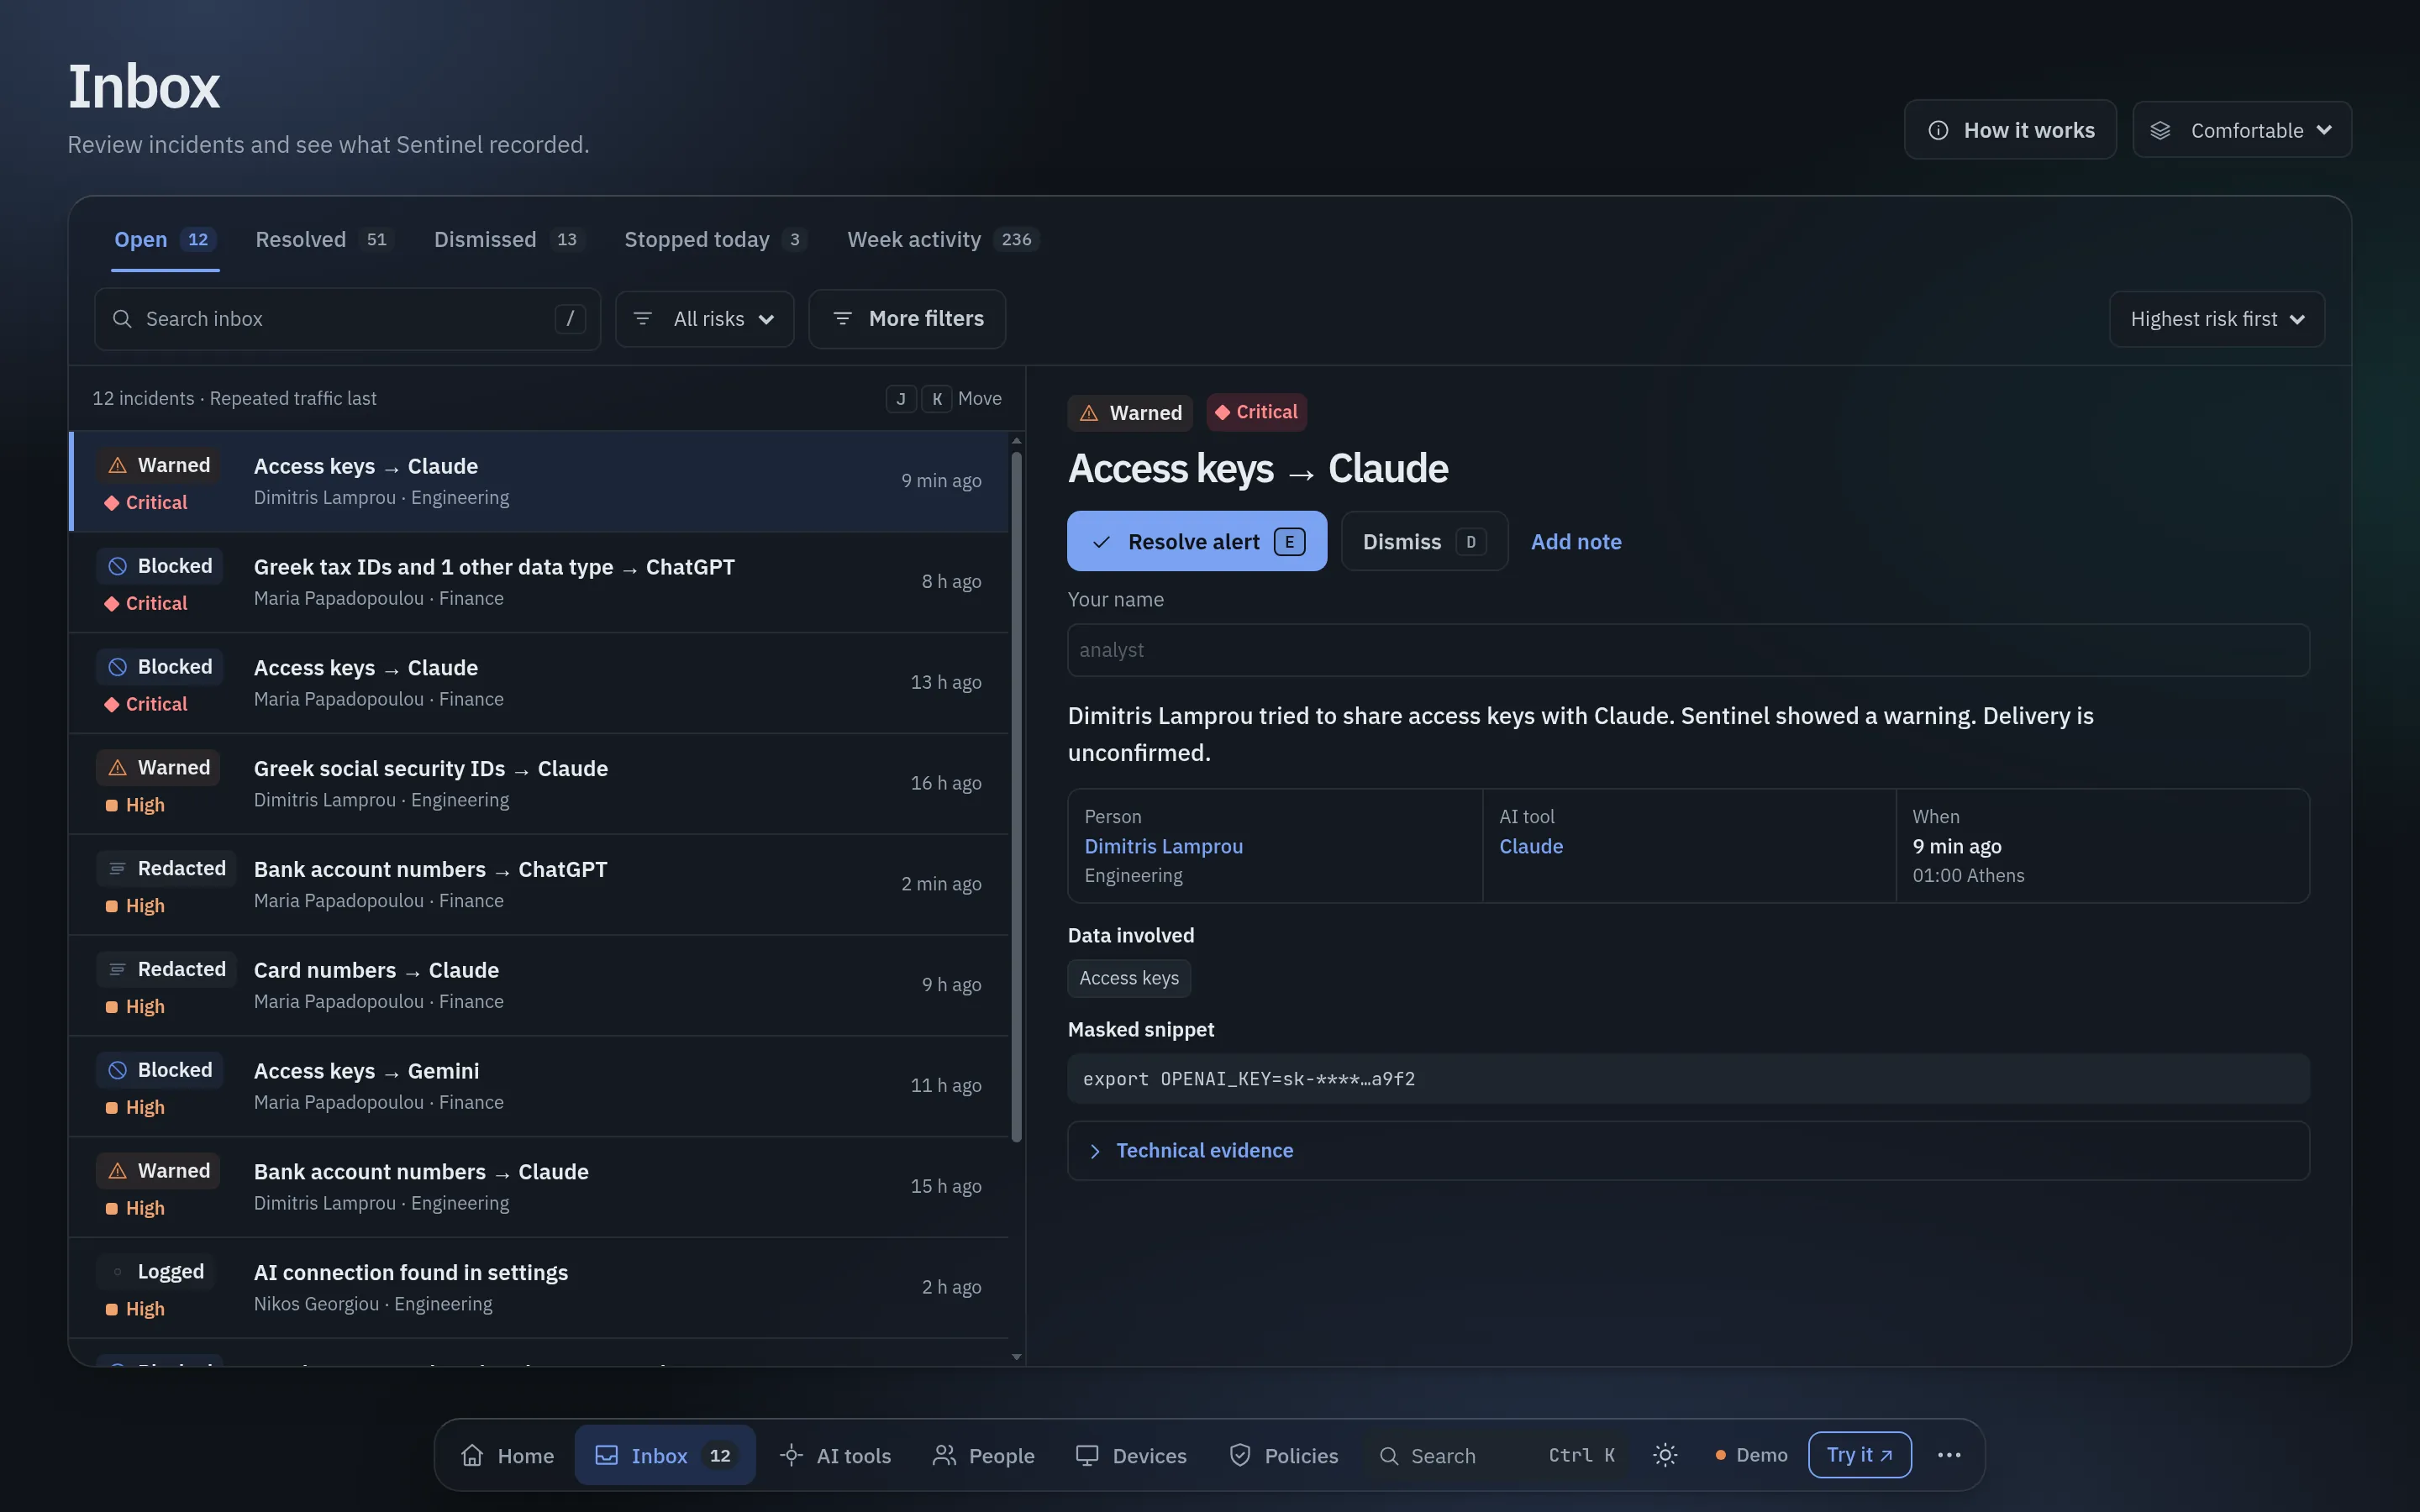 Inbox
Review incidents and see what Sentinel recorded.
How it works
Comfortable
Open 12
Resolved 51
Dismissed 13
Stopped today 3
Week activity 236
Search inbox /
All risks
More filters
Highest risk first
12 incidents · Repeated traffic last
J K Move
Warned
Critical
Access keys → Claude
Dimitris Lamprou · Engineering
9 min ago
Blocked
Critical
Greek tax IDs and 1 other data type → ChatGPT
Maria Papadopoulou · Finance
8 h ago
Blocked
Critical
Access keys → Claude
Maria Papadopoulou · Finance
13 h ago
Warned
High
Greek social security IDs → Claude
Dimitris Lamprou · Engineering
16 h ago
Redacted
High
Bank account numbers → ChatGPT
Maria Papadopoulou · Finance
2 min ago
Redacted
High
Card numbers → Claude
Maria Papadopoulou · Finance
9 h ago
Blocked
High
Access keys → Gemini
Maria Papadopoulou · Finance
11 h ago
Warned
High
Bank account numbers → Claude
Dimitris Lamprou · Engineering
15 h ago
Logged
High
AI connection found in settings
Nikos Georgiou · Engineering
2 h ago
Warned
Critical
Access keys → Claude
Resolve alert E
Dismiss D
Add note
Your name
analyst
Dimitris Lamprou tried to share access keys with Claude. Sentinel showed a warning. Delivery is
unconfirmed.
Person
Dimitris Lamprou
Engineering
AI tool
Claude
When
9 min ago
01:00 Athens
Data involved
Access keys
Masked snippet
export OPENAI_KEY=sk-****…a9f2
Technical evidence
Home
Inbox 12
AI tools
People
Devices
Policies
Search Ctrl K
Demo
Try it ↗